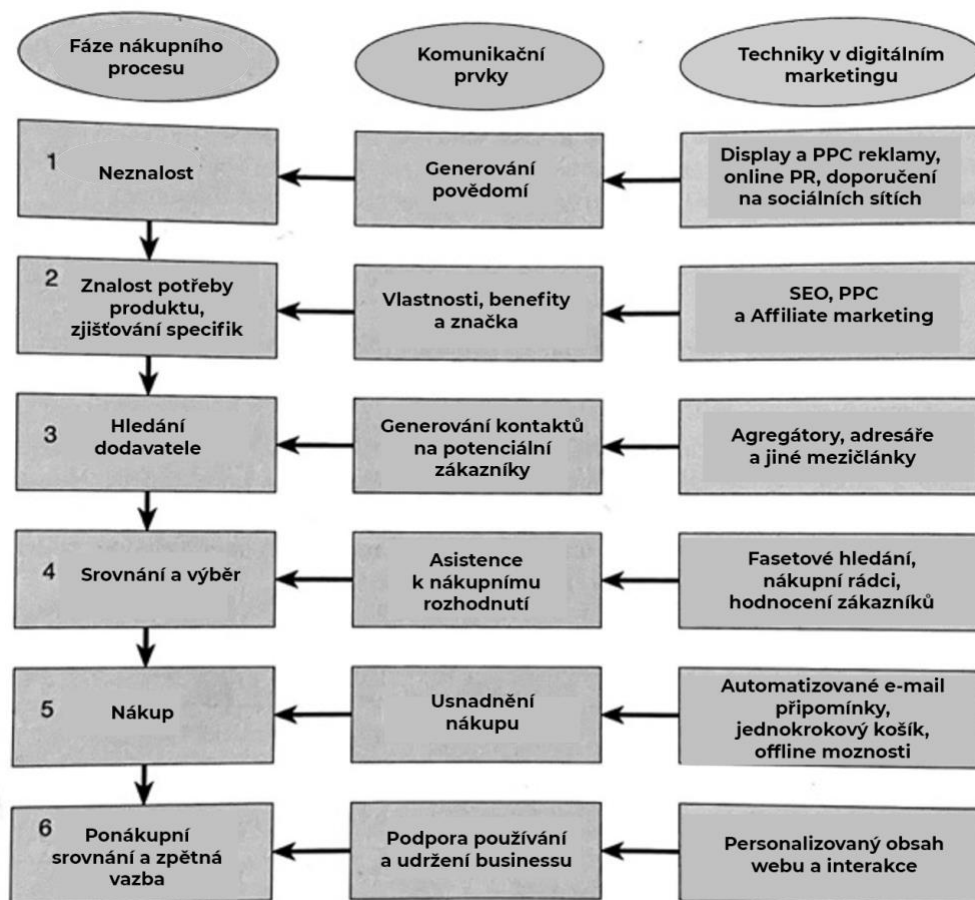 Fáze nákupního
procesu
Komunikační
prvky
Techniky v digitálním
marketingu
1
Neznalost
Generování
povědomí
Display a PPC reklamy,
online PR, doporučení
na sociálních sítích
2
Znalost potřeby
produktu,
zjišťování specifik
Vlastnosti, benefity
a značka
SEO, PPC
a Affiliate marketing
3
Hledání
dodavatele
Generování kontaktů
na potenciální
zákazníky
Agregátory, adresáře
a jiné mezičlánky
4
Srovnání a výběr
Asistence
k nákupnímu
rozhodnutí
Fasetové hledání,
nákupní rádci,
hodnocení zákazníků
5
Nákup
Usnadnění
nákupu
Automatizované e-mail
připomínky,
jednokrokový košík,
offline moznosti
6
Ponákupní
srovnání a zpětná
vazba
Podpora používání
a udržení businessu
Personalizovaný obsah
webu a interakce